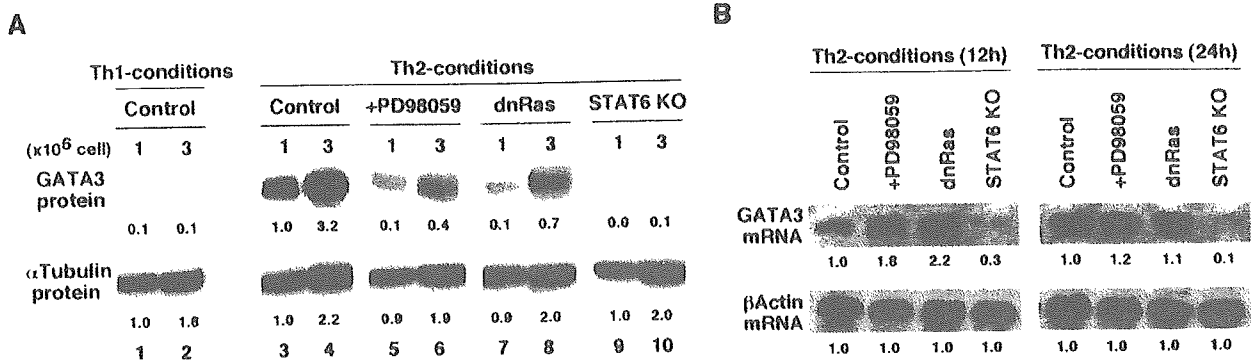 A
Th1-conditions Th2-conditions
Control Control +PD98059 dnRas STAT6 KO
(x10⁶ cell) 1 3 1 3 1 3 1 3 1 3
GATA3 protein
0.1 0.1 1.0 3.2 0.1 0.4 0.1 0.7 0.0 0.1
αTubulin protein
1.0 1.6 1.0 2.2 0.9 1.9 0.9 2.0 1.0 2.0
1 2 3 4 5 6 7 8 9 10
B
Th2-conditions (12h) Th2-conditions (24h)
Control +PD98059 dnRas STAT6 KO Control +PD98059 dnRas STAT6 KO
GATA3 mRNA
1.0 1.8 2.2 0.3 1.0 1.2 1.1 0.1
βActin mRNA
1.0 1.0 1.0 1.0 1.0 1.0 1.0 1.0